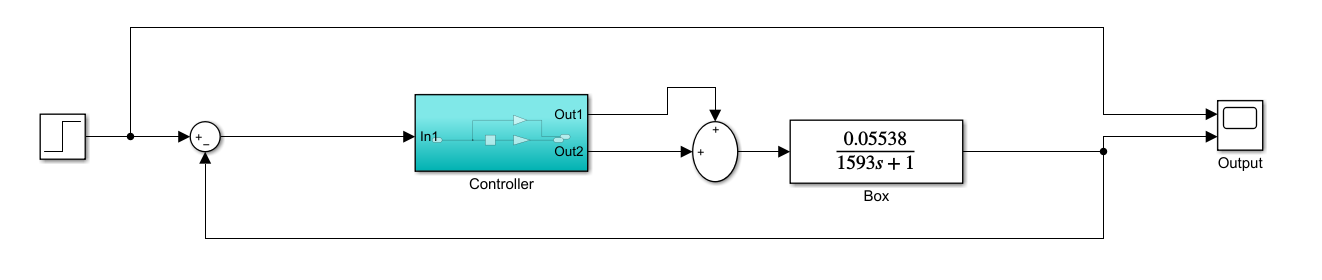 +
−
In1
Out1
Out2
Controller
+
+
0.05538
1593s + 1
Box
Output